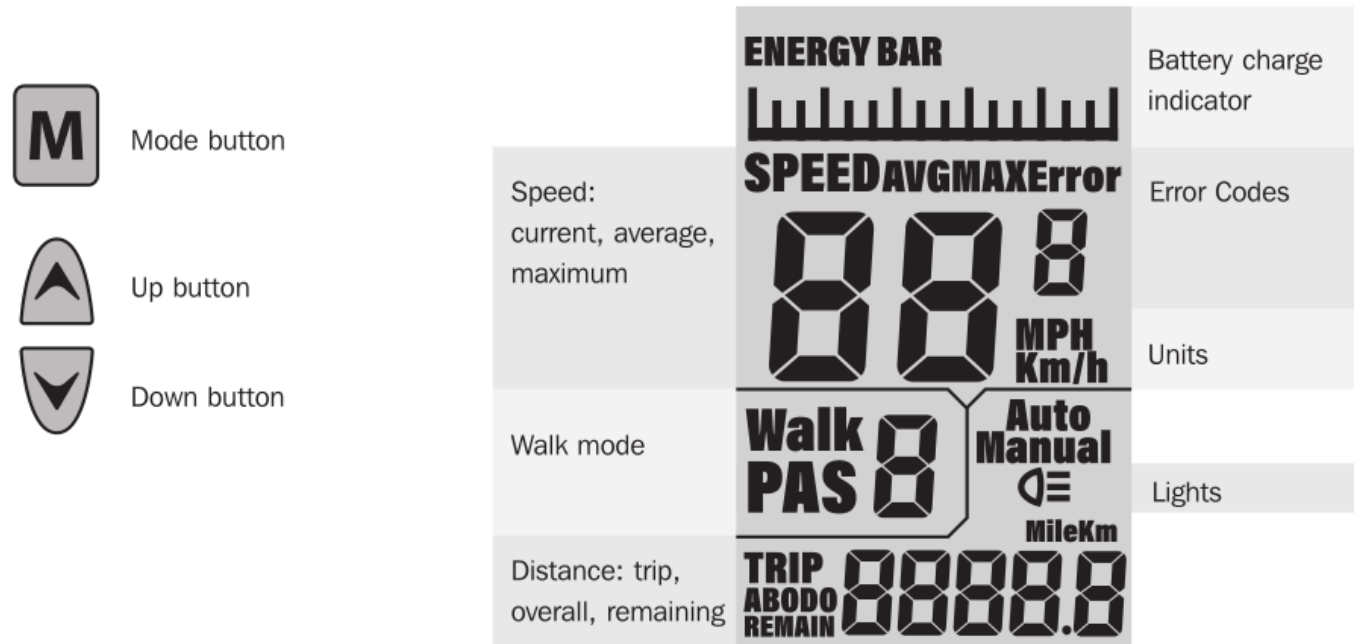 M
Mode button
Up button
Down button
Speed:
current, average,
maximum
Walk mode
Distance: trip,
overall, remaining
ENERGY BAR
SPEED AVG MAX Error
88 8
MPH
Km/h
Walk
PAS 8
Auto
Manual
MileKm
TRIP
ABODO
REMAIN
8888.8
Battery charge
indicator
Error Codes
Units
Lights